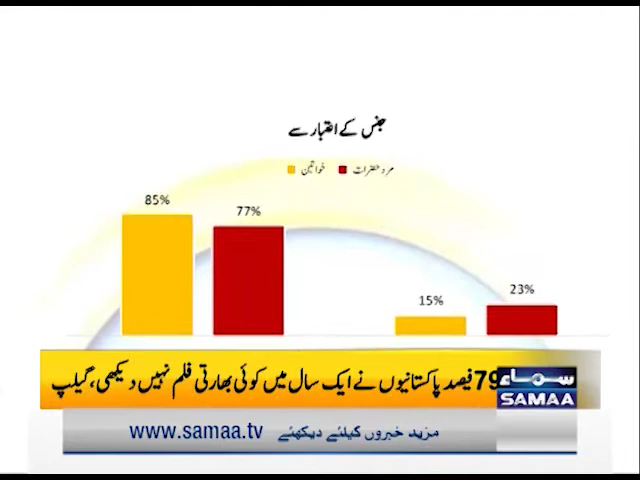 جنس کے اعتبار سے
مرد حضرات خواتین
85%
77%
15%
23%
79 فیصد پاکستانیوں نے ایک سال میں کوئی بھارتی فلم نہیں دیکھی، گیلپ
سماء
SAMAA
مزید خبروں کیلئے دیکھئے www.samaa.tv